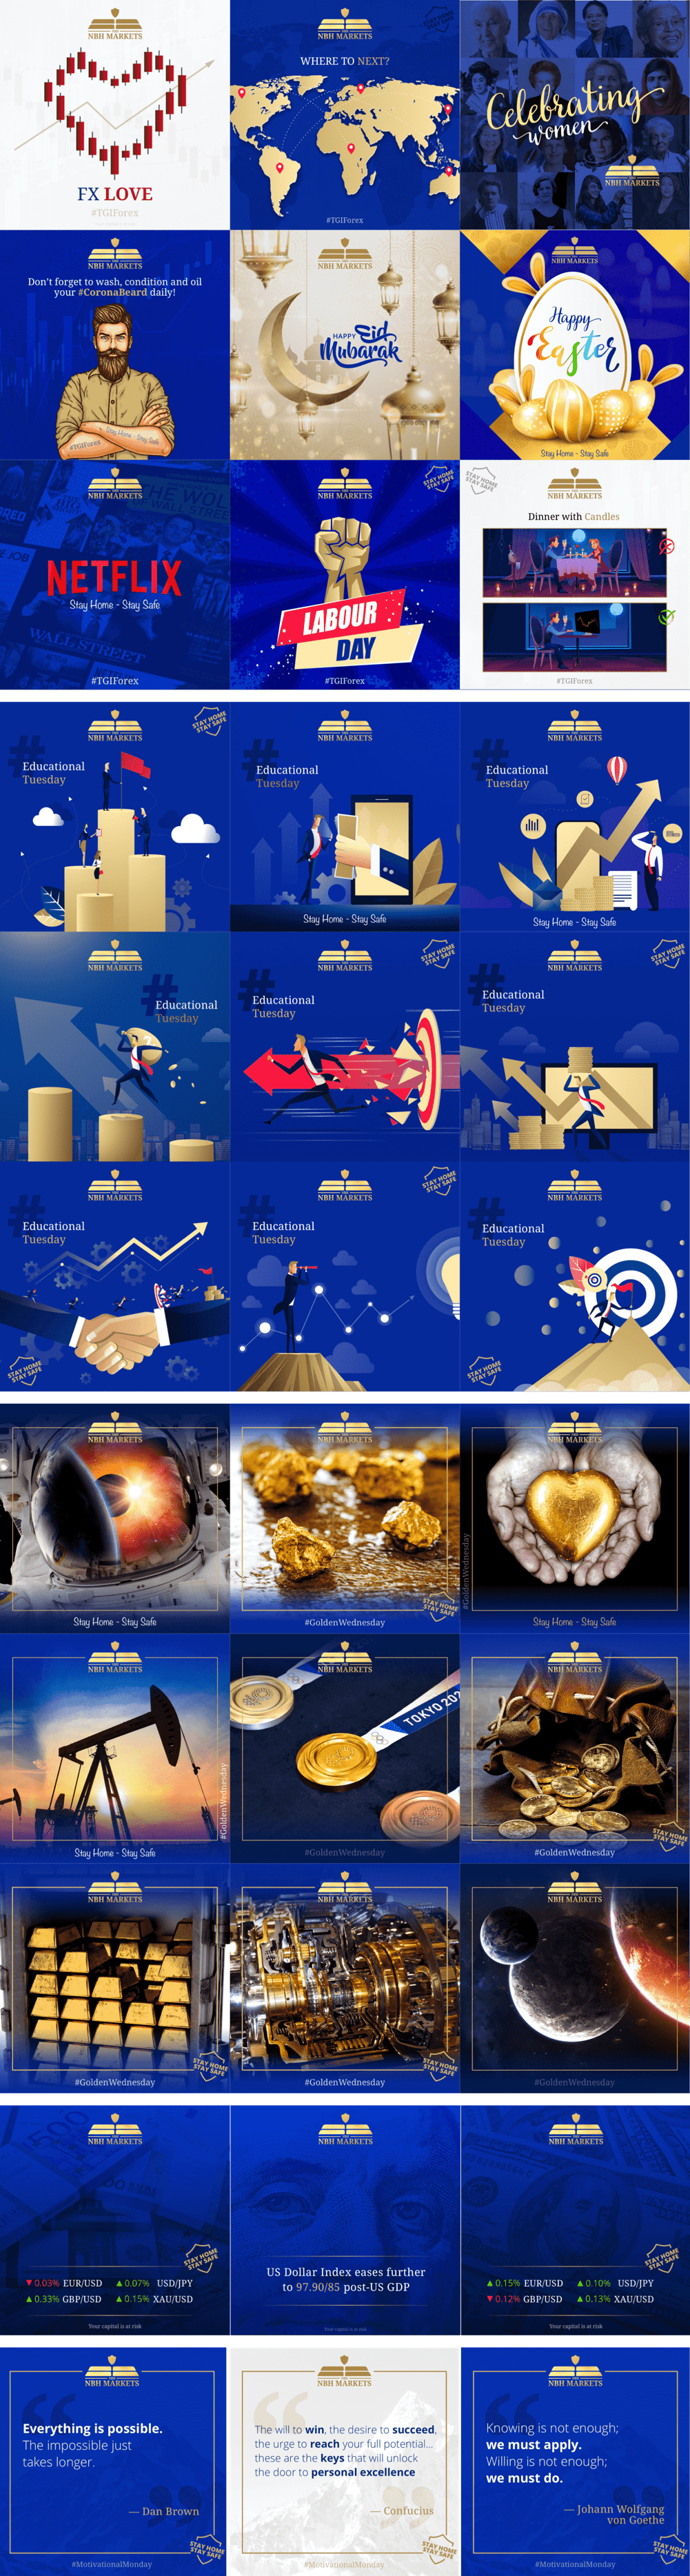 NBH MARKETS
FX LOVE
#TGIForex
NBH MARKETS
STAY HOME
STAY SAFE
WHERE TO NEXT?
#TGIForex
Celebrating
women
NBH MARKETS
NBH MARKETS
Don't forget to wash, condition and oil
your #CoronaBeard daily!
Stay Home - Stay Safe
#TGIForex
NBH MARKETS
HAPPY Eid
Mubarak
NBH MARKETS
Happy
Easter
Stay Home - Stay Safe
NBH MARKETS
NETFLIX
Stay Home - Stay Safe
WALL STREET
#TGIForex
NBH MARKETS
STAY HOME
STAY SAFE
LABOUR
DAY
#TGIForex
STAY HOME
STAY SAFE
NBH MARKETS
Dinner with Candles
#TGIForex
NBH MARKETS
STAY HOME
STAY SAFE
#
Educational
Tuesday
NBH MARKETS
#
Educational
Tuesday
Stay Home - Stay Safe
NBH MARKETS
#
Educational
Tuesday
Stay Home - Stay Safe
NBH MARKETS
#
Educational
Tuesday
NBH MARKETS
STAY HOME
STAY SAFE
#
Educational
Tuesday
NBH MARKETS
STAY HOME
STAY SAFE
#
Educational
Tuesday
NBH MARKETS
#
Educational
Tuesday
STAY HOME
STAY SAFE
NBH MARKETS
STAY HOME
STAY SAFE
#
Educational
Tuesday
NBH MARKETS
#
Educational
Tuesday
STAY HOME
STAY SAFE
NBH MARKETS
Stay Home - Stay Safe
NBH MARKETS
STAY HOME
STAY SAFE
#GoldenWednesday
NBH MARKETS
#GoldenWednesday
Stay Home - Stay Safe
NBH MARKETS
#GoldenWednesday
Stay Home - Stay Safe
NBH MARKETS
TOKYO 202
#GoldenWednesday
NBH MARKETS
STAY HOME
STAY SAFE
#GoldenWednesday
NBH MARKETS
STAY HOME
STAY SAFE
#GoldenWednesday
NBH MARKETS
STAY HOME
STAY SAFE
#GoldenWednesday
NBH MARKETS
#GoldenWednesday
NBH MARKETS
STAY HOME
STAY SAFE
▼0.03% EUR/USD ▲0.07% USD/JPY
▲0.33% GBP/USD ▲0.15% XAU/USD
Your capital is at risk
NBH MARKETS
US Dollar Index eases further
to 97.90/85 post-US GDP
Your capital is at risk
NBH MARKETS
STAY HOME
STAY SAFE
▲0.15% EUR/USD ▲0.10% USD/JPY
▼0.12% GBP/USD ▲0.13% XAU/USD
Your capital is at risk
NBH MARKETS
Everything is possible.
The impossible just
takes longer.
— Dan Brown
STAY HOME
STAY SAFE
#MotivationalMonday
NBH MARKETS
The will to win, the desire to succeed,
the urge to reach your full potential...
these are the keys that will unlock
the door to personal excellence
— Confucius
STAY HOME
STAY SAFE
#MotivationalMonday
NBH MARKETS
Knowing is not enough;
we must apply.
Willing is not enough;
we must do.
— Johann Wolfgang
von Goethe
STAY HOME
STAY SAFE
#MotivationalMonday